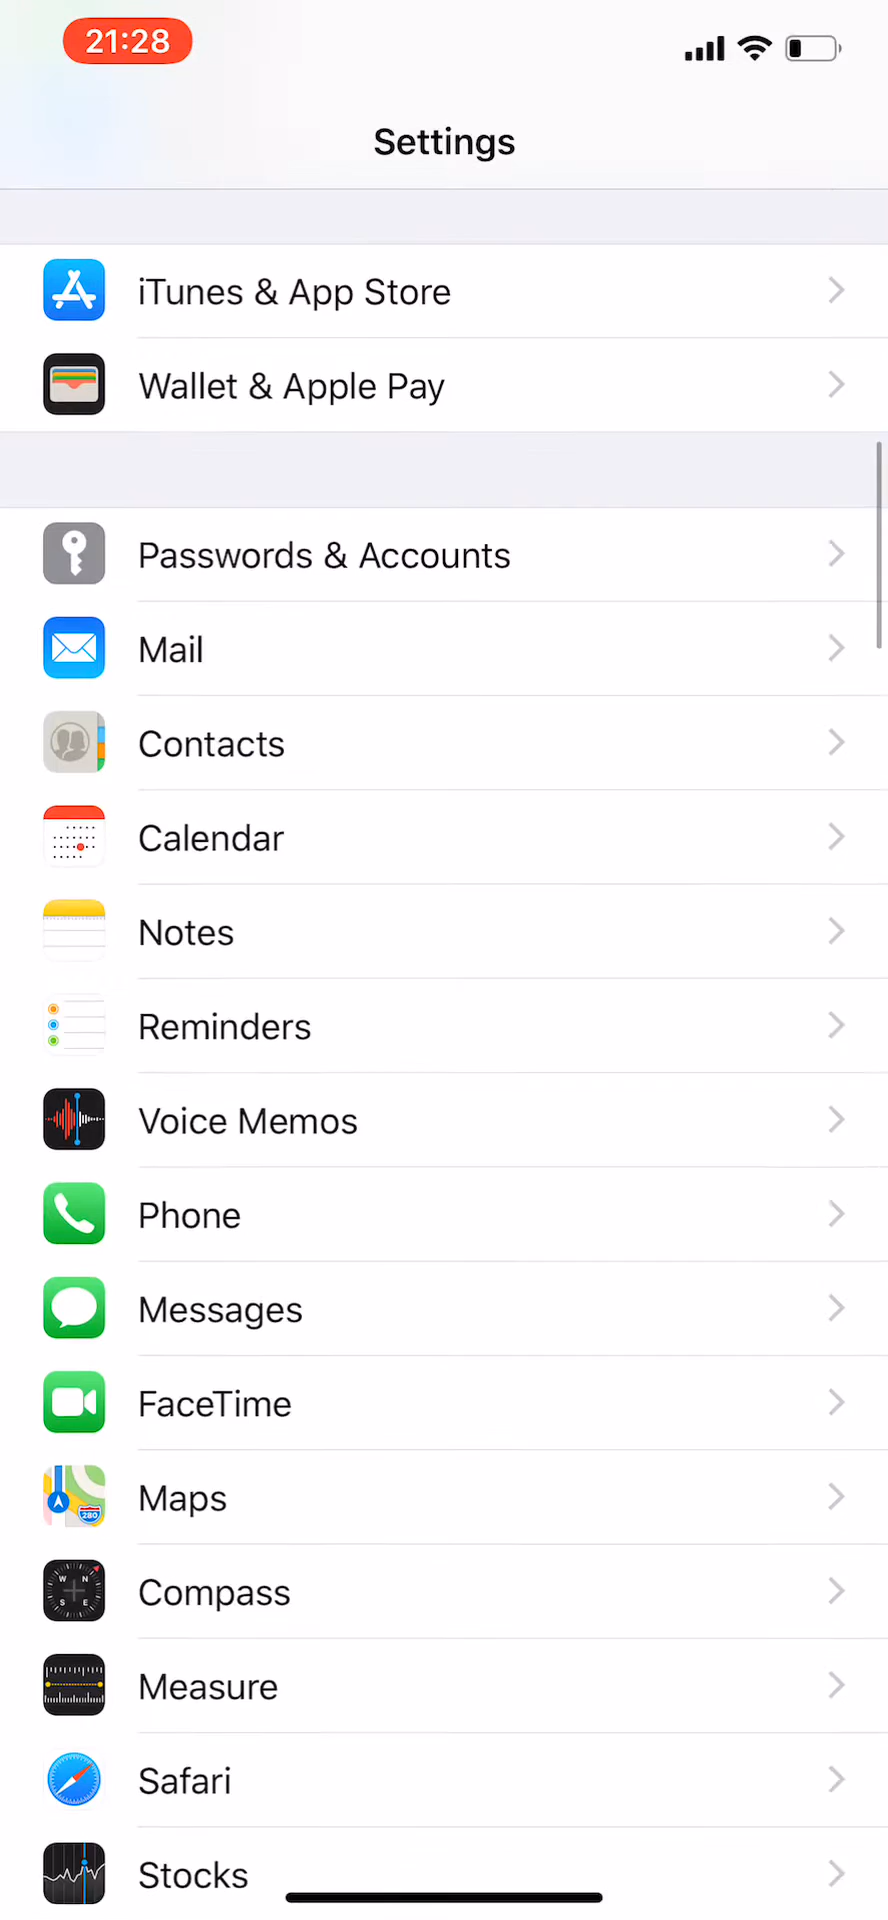 21:28
Settings
iTunes & App Store
Wallet & Apple Pay
Passwords & Accounts
Mail
Contacts
Calendar
Notes
Reminders
Voice Memos
Phone
Messages
FaceTime
Maps
280
Compass
W N
S E
Measure
Safari
Stocks